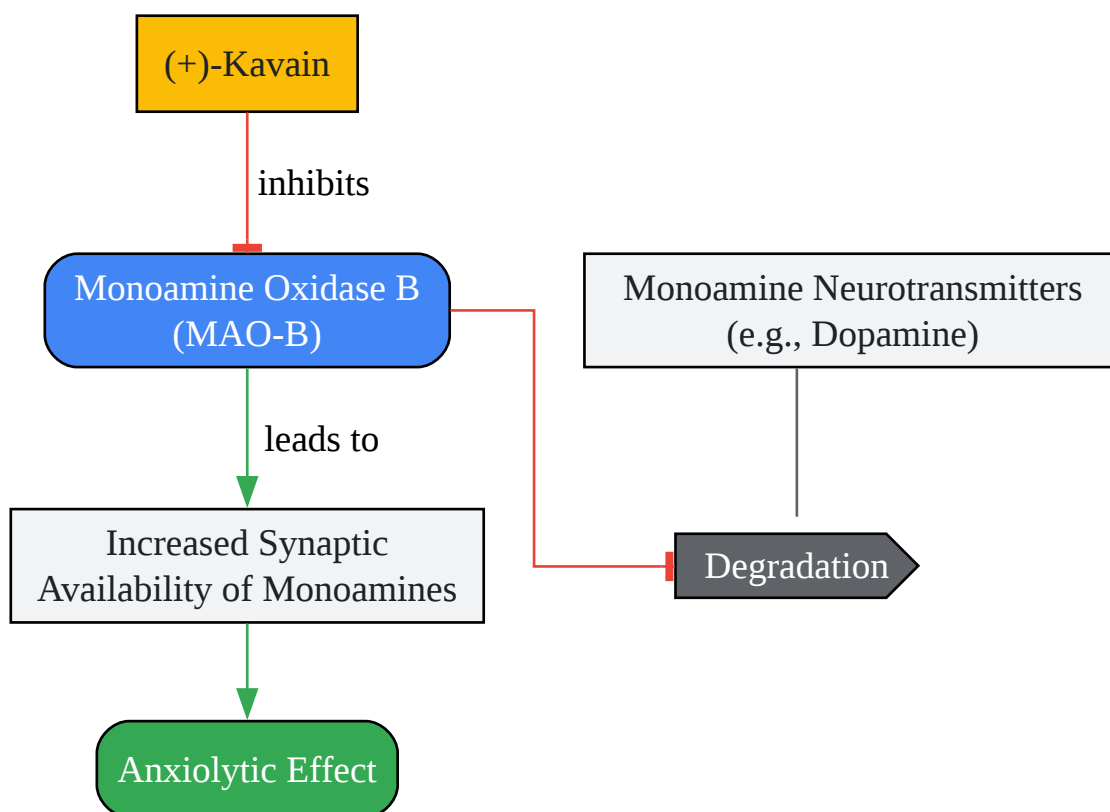 (+)-Kavain
inhibits
Monoamine Oxidase B
(MAO-B)
Monoamine Neurotransmitters
(e.g., Dopamine)
leads to
Increased Synaptic
Availability of Monoamines
Degradation
Anxiolytic Effect